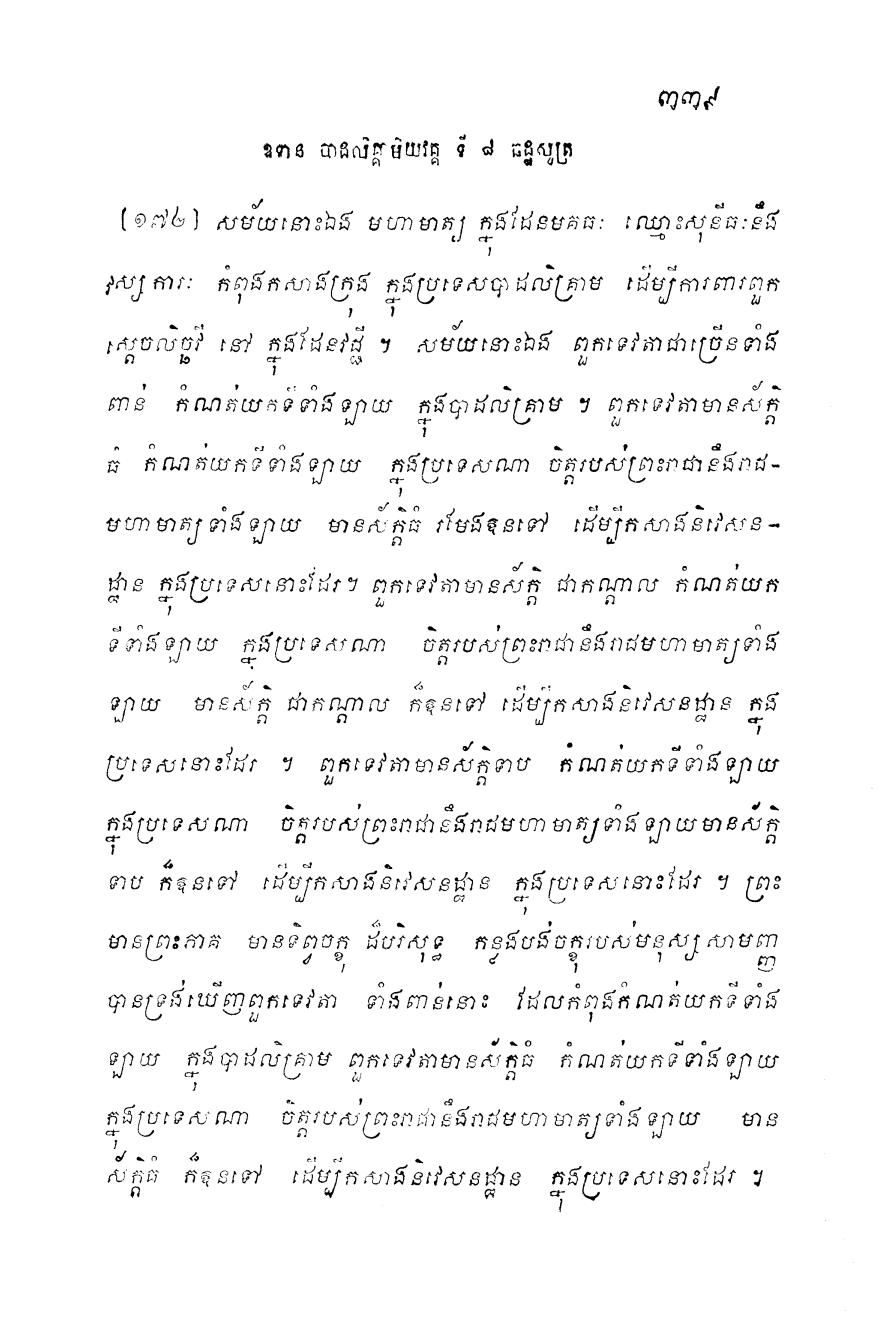 ៣៣៩
ឧទាន បាដលិគ្គមិយវគ្គ ទី ៨ ធដ្ឋសូត្រ
(១៧២) សម័យនោះឯង មហាមាត្យ ក្នុងដែនមគធៈ ឈ្មោះសុនីធៈនឹង
វស្សការៈ កំពុងកសាងក្រុង ក្នុងប្រទេសបាដលិគ្រាម ដើម្បីការពារពួក
ស្តេចលិច្ឆវី នៅ ក្នុងដែនវជ្ជី ។ សម័យនោះឯង ពួកទេវតាជាច្រើនទាំង
ពាន់ កំណត់យកទីទាំងឡាយ ក្នុងបាដលិគ្រាម ។ ពួកទេវតាមានស័ក្តិ
ធំ កំណត់យកទីទាំងឡាយ ក្នុងប្រទេសណា ចិត្តរបស់ព្រះរាជានឹងរាជ-
មហាមាត្យទាំងឡាយ មានស័ក្តិធំ រមែងឱនទៅ ដើម្បីកសាងនិវេសន-
ដ្ឋាន ក្នុងប្រទេសនោះដែរ។ ពួកទេវតាមានស័ក្តិ ជាកណ្តាល កំណត់យក
ទីទាំងឡាយ ក្នុងប្រទេសណា ចិត្តរបស់ព្រះរាជានឹងរាជមហាមាត្យទាំង
ឡាយ មានស័ក្តិ ជាកណ្តាល ក៏ឱនទៅ ដើម្បីកសាងនិវេសនដ្ឋាន ក្នុង
ប្រទេសនោះដែរ ។ ពួកទេវតាមានស័ក្តិទាប កំណត់យកទីទាំងឡាយ
ក្នុងប្រទេសណា ចិត្តរបស់ព្រះរាជានឹងរាជមហាមាត្យទាំងឡាយមានស័ក្តិ
ទាប ក៏ឱនទៅ ដើម្បីកសាងនិវេសនដ្ឋាន ក្នុងប្រទេសនោះដែរ ។ ព្រះ
មានព្រះភាគ មានទិព្វចក្ខុ ដ៏បរិសុទ្ធ កន្លងបង់ចក្ខុរបស់មនុស្សសាមញ្ញ
បានទ្រង់ឃើញពួកទេវតា ទាំងពាន់នោះ ដែលកំពុងកំណត់យកទីទាំង
ឡាយ ក្នុងបាដលិគ្រាម ពួកទេវតាមានស័ក្តិធំ កំណត់យកទីទាំងឡាយ
ក្នុងប្រទេសណា ចិត្តរបស់ព្រះរាជានឹងរាជមហាមាត្យទាំងឡាយ មាន
ស័ក្តិធំ ក៏ឱនទៅ ដើម្បីកសាងនិវេសនដ្ឋាន ក្នុងប្រទេសនោះដែរ ។